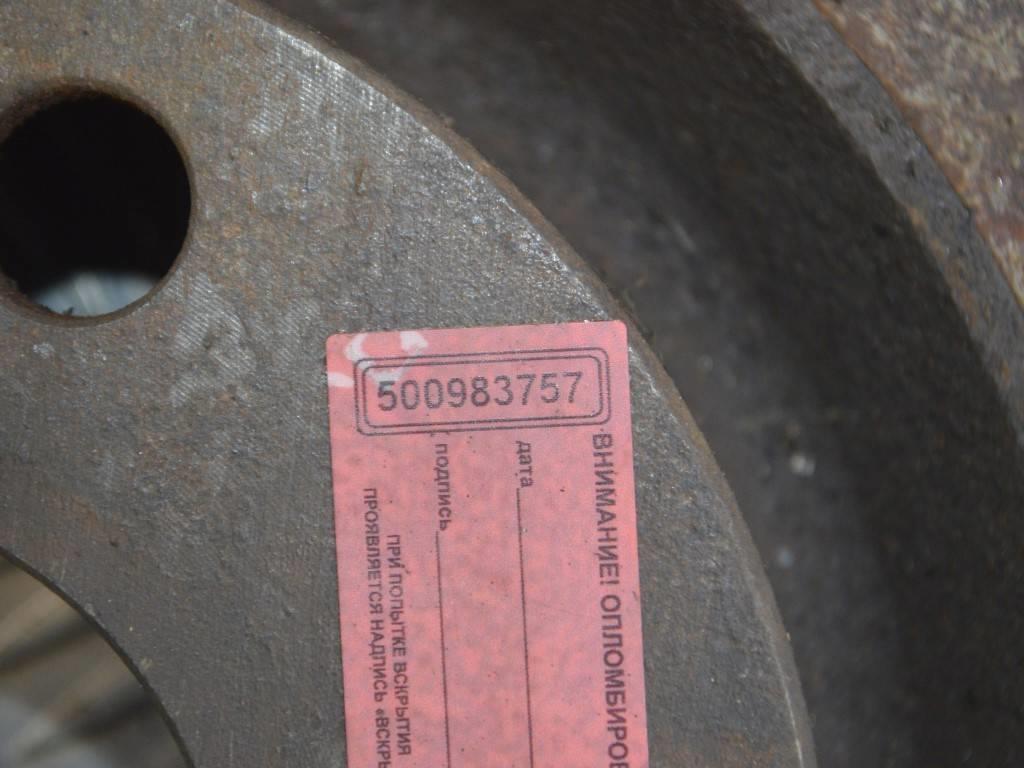 500983757
ВНИМАНИЕ! ОПЛОМБИРОВ
дата
подпись
ПРИ ПОПЫТКЕ ВСКРЫТИЯ
ПРОЯВЛЯЕТСЯ НАДПИСЬ «ВСКРЫ